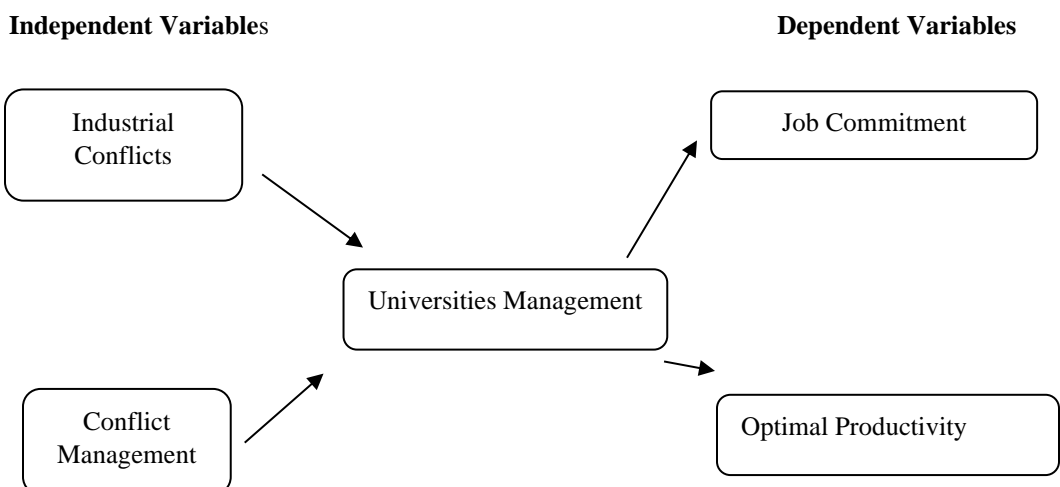 Independent Variables
Dependent Variables
Industrial
Conflicts
Job Commitment
Universities Management
Conflict
Management
Optimal Productivity